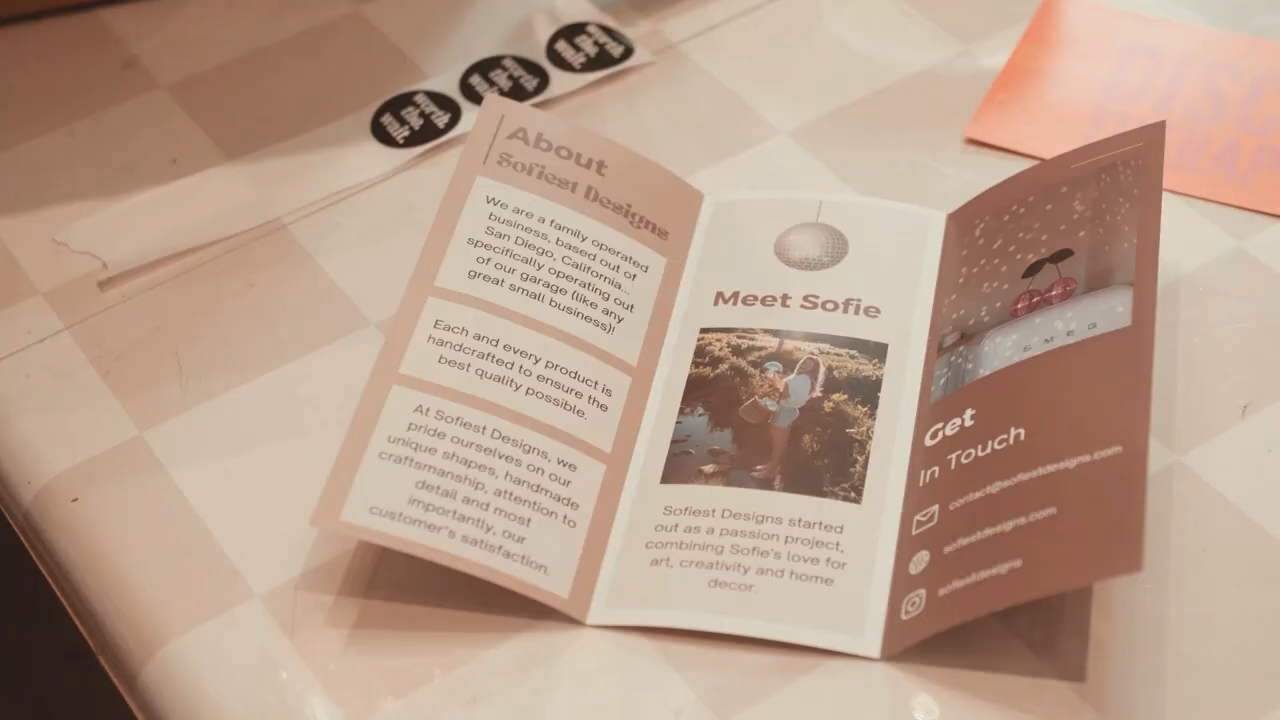 worth
the
wait.
worth
the
wait.
worth
the
wait.
About
Sofiest Designs
We are a family operated
business, based out of
San Diego, California...
specifically operating out
of our garage (like any
great small business)!
Each and every product is
handcrafted to ensure the
best quality possible.
At Sofiest Designs, we
pride ourselves on our
unique shapes, handmade
craftsmanship, attention to
detail and most
importantly, our
customer's satisfaction.
Meet Sofie
Sofiest Designs started
out as a passion project,
combining Sofie's love for
art, creativity and home
decor.
SMEG
Get
In Touch
contact@sofiestdesigns.com
sofiestdesigns.com
sofiestdesigns